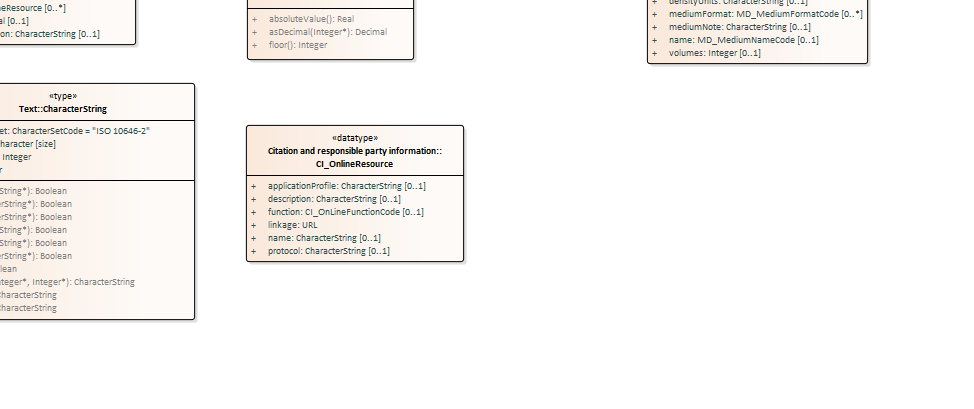 eResource [0..*]
al [0..1]
on: CharacterString [0..1]
+ absoluteValue(): Real
+ asDecimal(Integer*): Decimal
+ floor(): Integer
densityUnits: CharacterString [0..1]
+ mediumFormat: MD_MediumFormatCode [0..*]
+ mediumNote: CharacterString [0..1]
+ name: MD_MediumNameCode [0..1]
+ volumes: Integer [0..1]
«type»
Text::CharacterString
et: CharacterSetCode = "ISO 10646-2"
haracter [size]
Integer
r
String*): Boolean
rString*): Boolean
rString*): Boolean
String*): Boolean
String*): Boolean
rString*): Boolean
lean
teger*, Integer*): CharacterString
CharacterString
haracterString
«datatype»
Citation and responsible party information::
CI_OnlineResource
+ applicationProfile: CharacterString [0..1]
+ description: CharacterString [0..1]
+ function: CI_OnLineFunctionCode [0..1]
+ linkage: URL
+ name: CharacterString [0..1]
+ protocol: CharacterString [0..1]